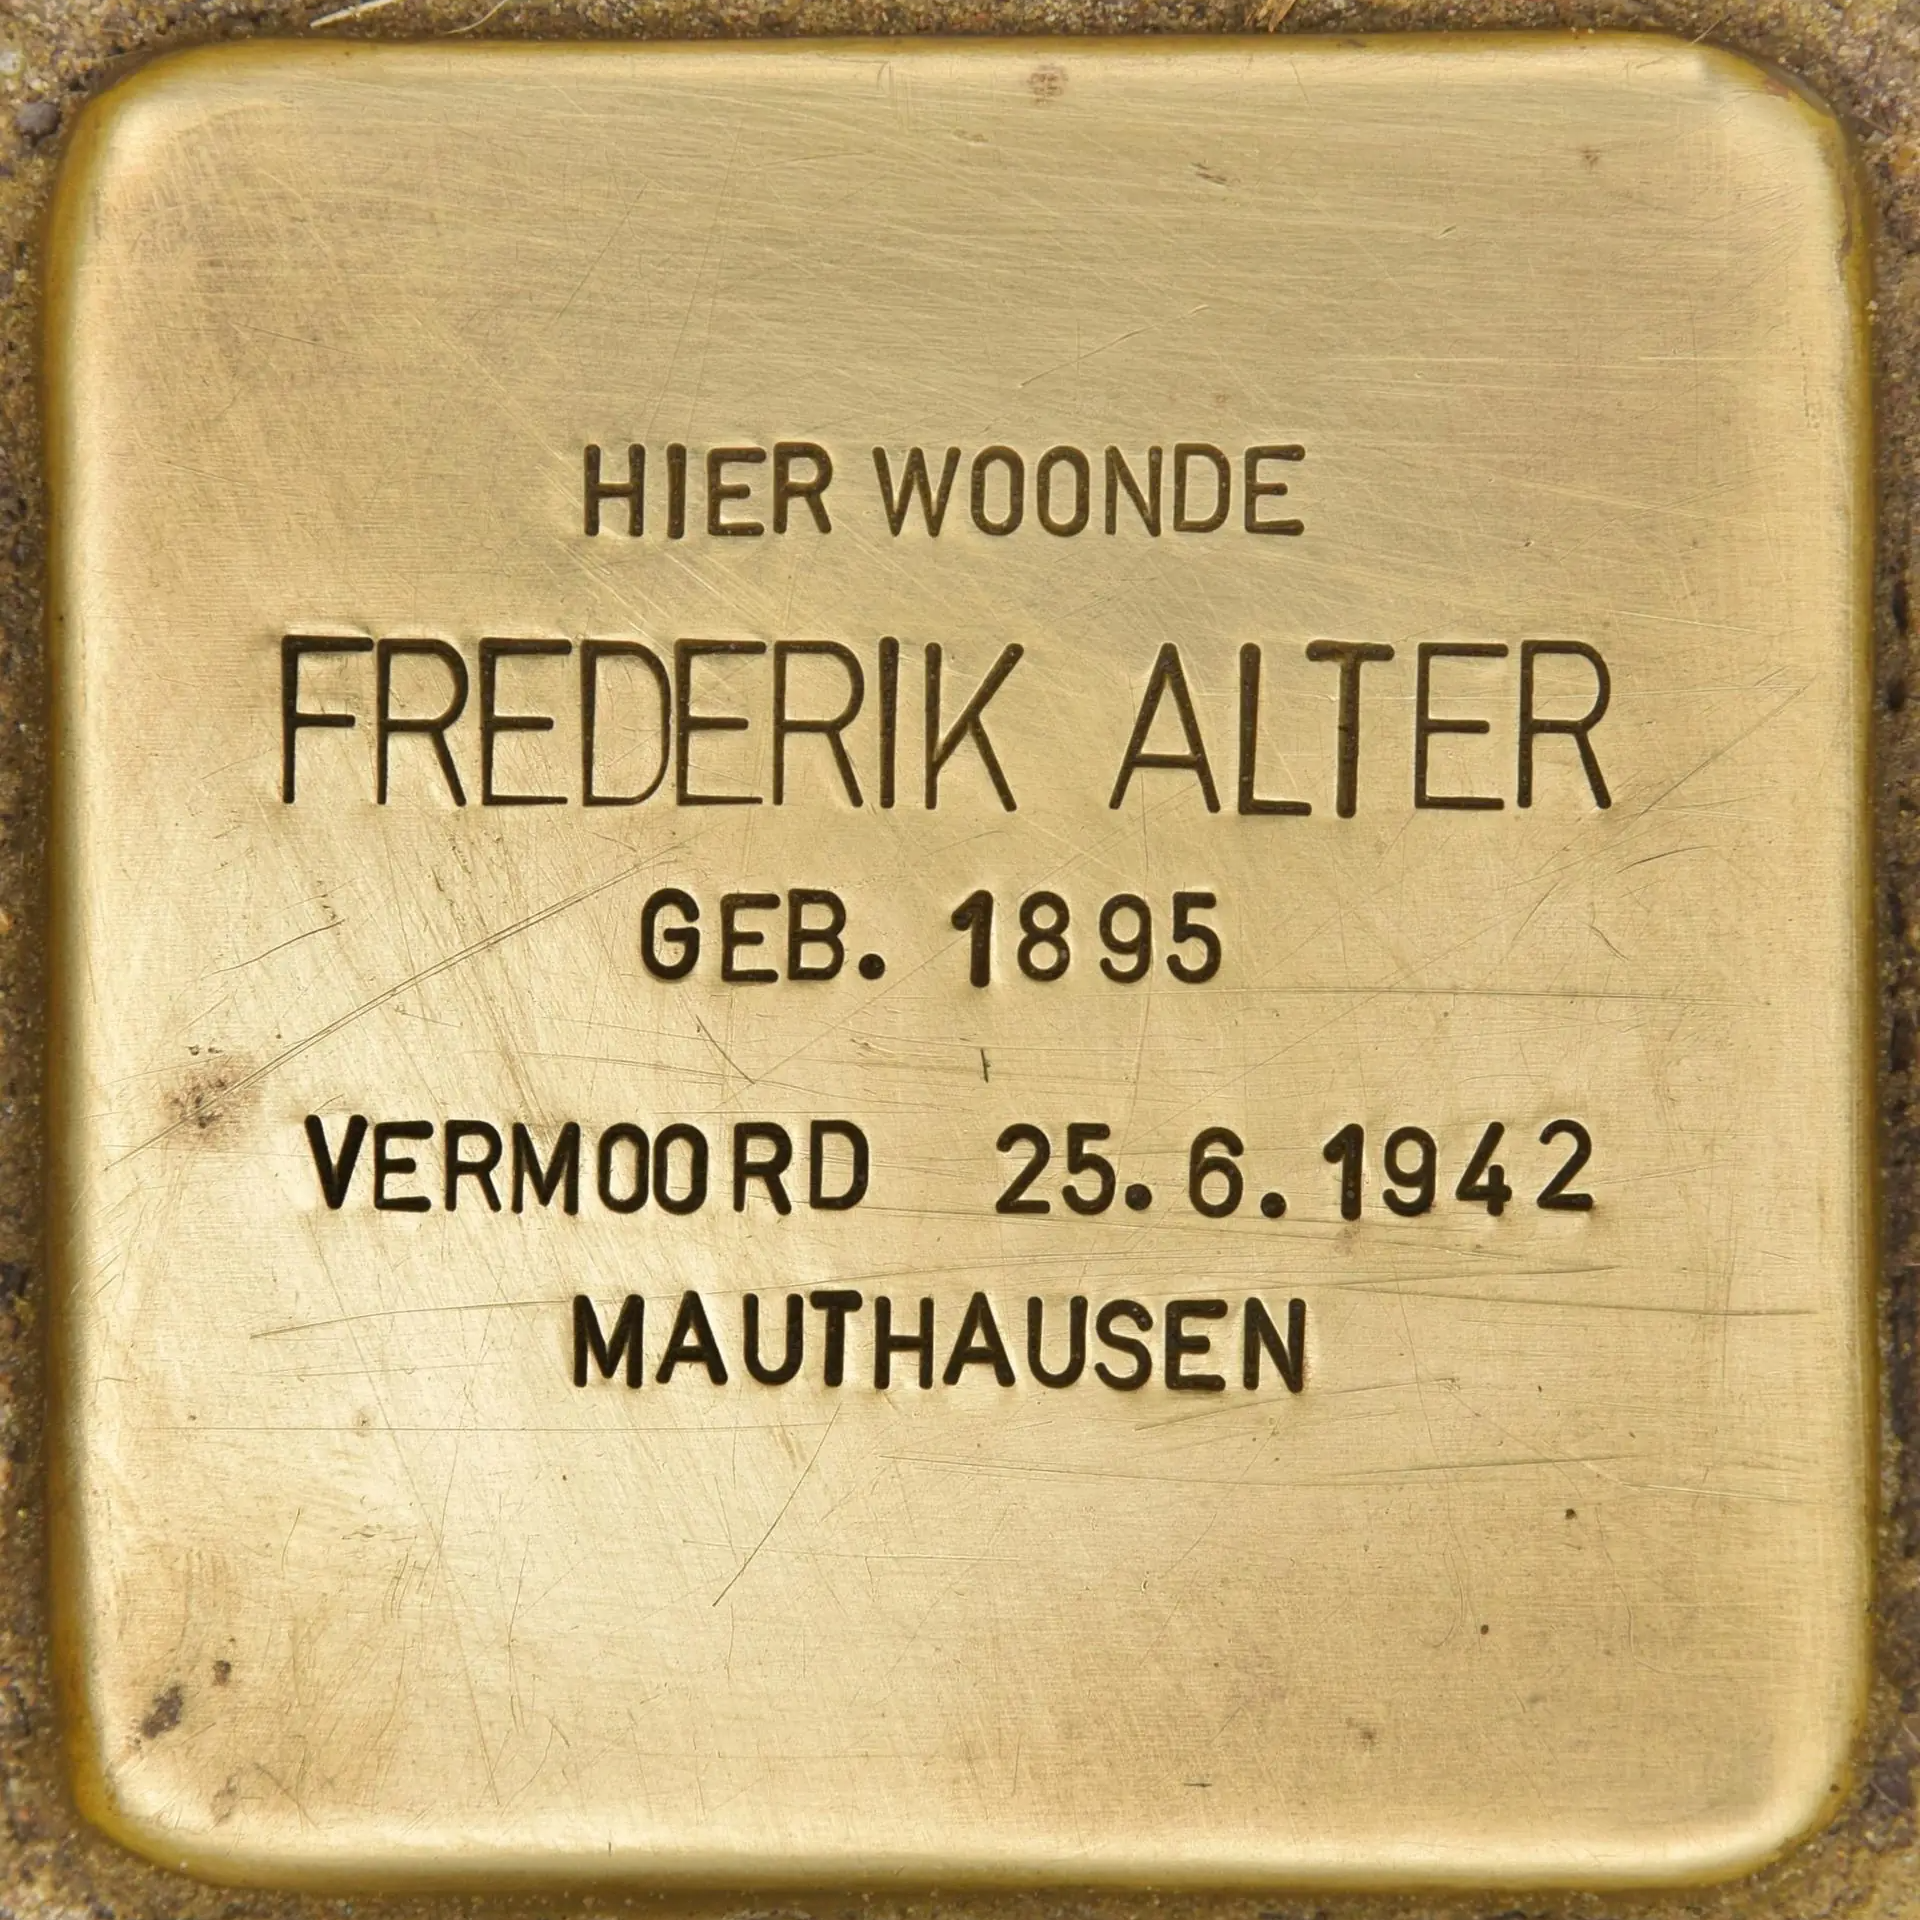 HIER WOONDE
FREDERIK ALTER
GEB. 1895
VERMOORD 25.6.1942
MAUTHAUSEN